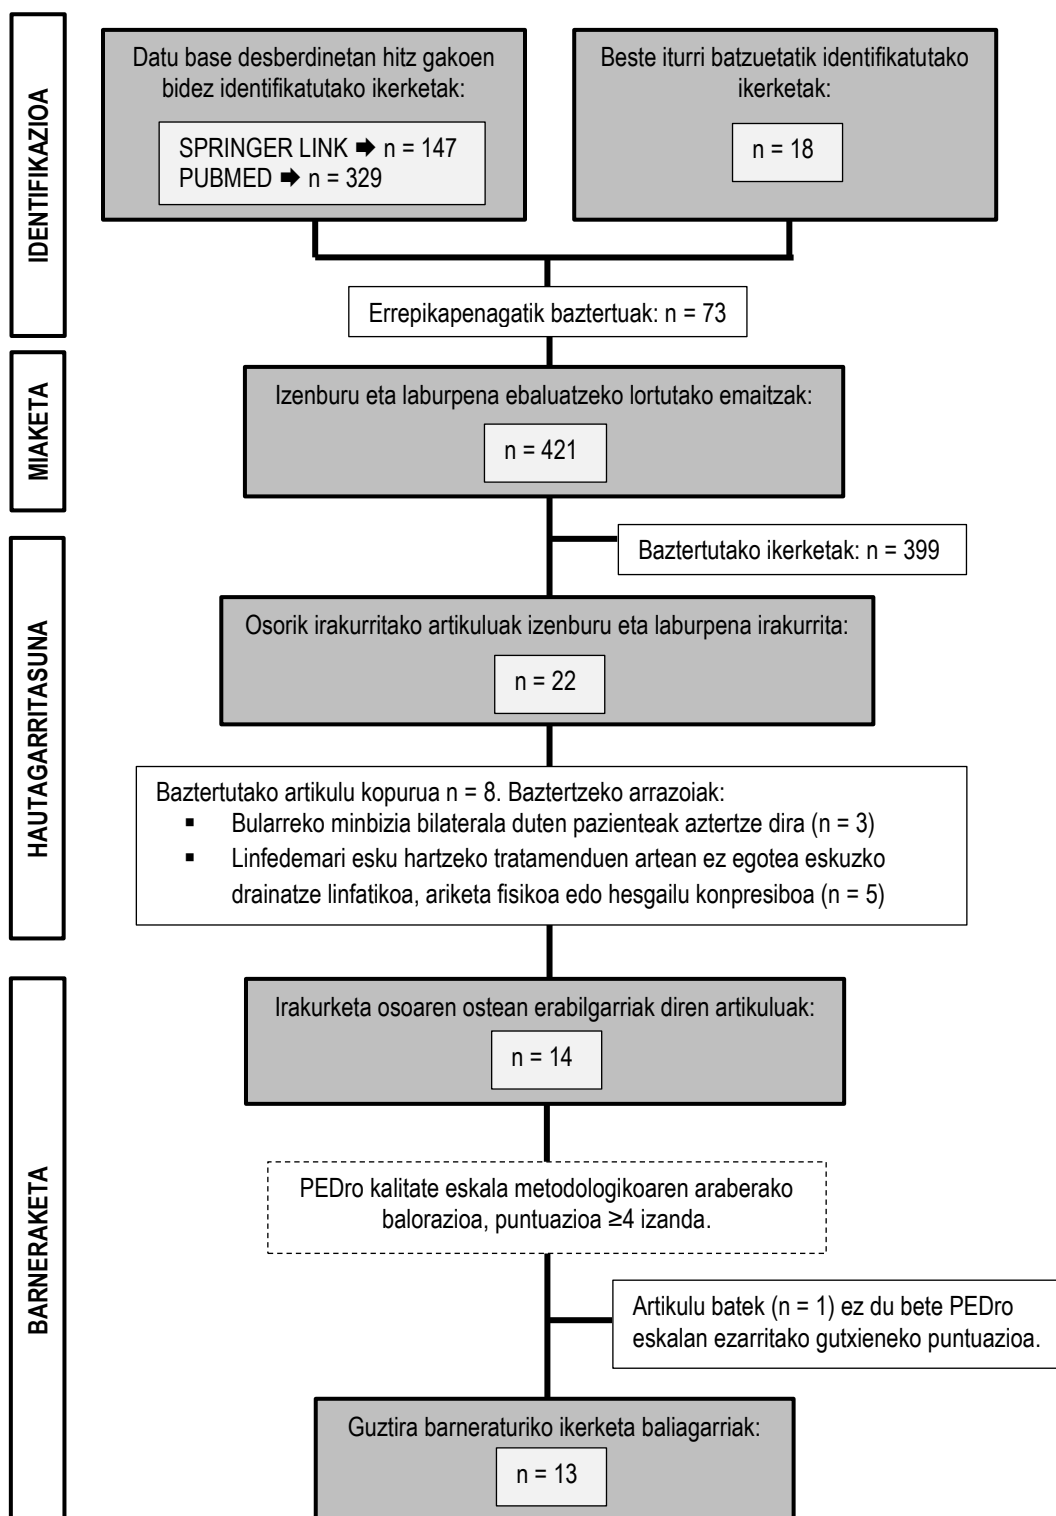 IDENTIFIKAZIOA
Datu base desberdinetan hitz gakoen
bidez identifikatutako ikerketak:
SPRINGER LINK ➡ n = 147
PUBMED ➡ n = 329
Beste iturri batzuetatik identifikatutako
ikerketak:
n = 18
Errepikapenagatik baztertuak: n = 73
MIAKETA
Izenburu eta laburpena ebaluatzeko lortutako emaitzak:
n = 421
Baztertutako ikerketak: n = 399
HAUTAGARRITASUNA
Osorik irakurritako artikuluak izenburu eta laburpena irakurrita:
n = 22
Baztertutako artikulu kopurua n = 8. Baztertzeko arrazoiak:
▪ Bularreko minbizia bilaterala duten pazienteak aztertze dira (n = 3)
▪ Linfedemari esku hartzeko tratamenduen artean ez egotea eskuzko
drainatze linfatikoa, ariketa fisikoa edo hesgailu konpresiboa (n = 5)
BARNERAKETA
Irakurketa osoaren ostean erabilgarriak diren artikuluak:
n = 14
PEDro kalitate eskala metodologikoaren araberako
balorazioa, puntuazioa ≥4 izanda.
Artikulu batek (n = 1) ez du bete PEDro
eskalan ezarritako gutxieneko puntuazioa.
Guztira barneraturiko ikerketa baliagarriak:
n = 13